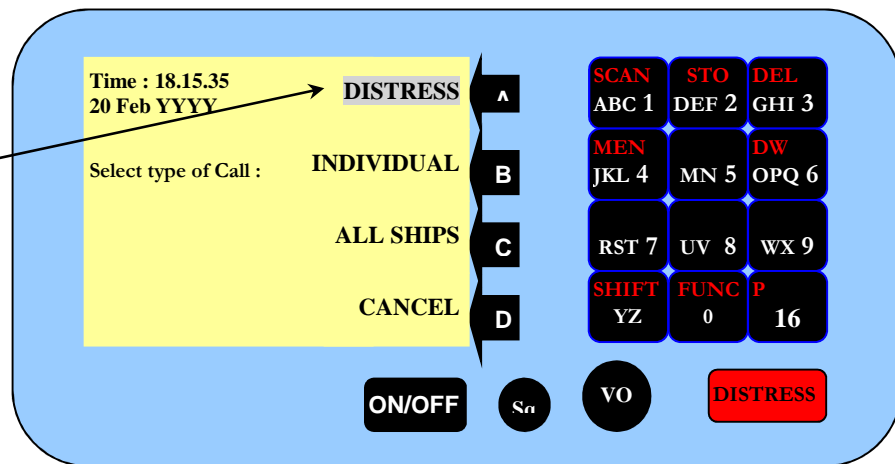 Time : 18.15.35
20 Feb YYYY
Select type of Call :
DISTRESS
INDIVIDUAL
ALL SHIPS
CANCEL
A
B
C
D
SCAN STO DEL
ABC 1 DEF 2 GHI 3
MEN DW
JKL 4 MN 5 OPQ 6
RST 7 UV 8 WX 9
SHIFT FUNC P
YZ 0 16
ON/OFF Sq VO DISTRESS